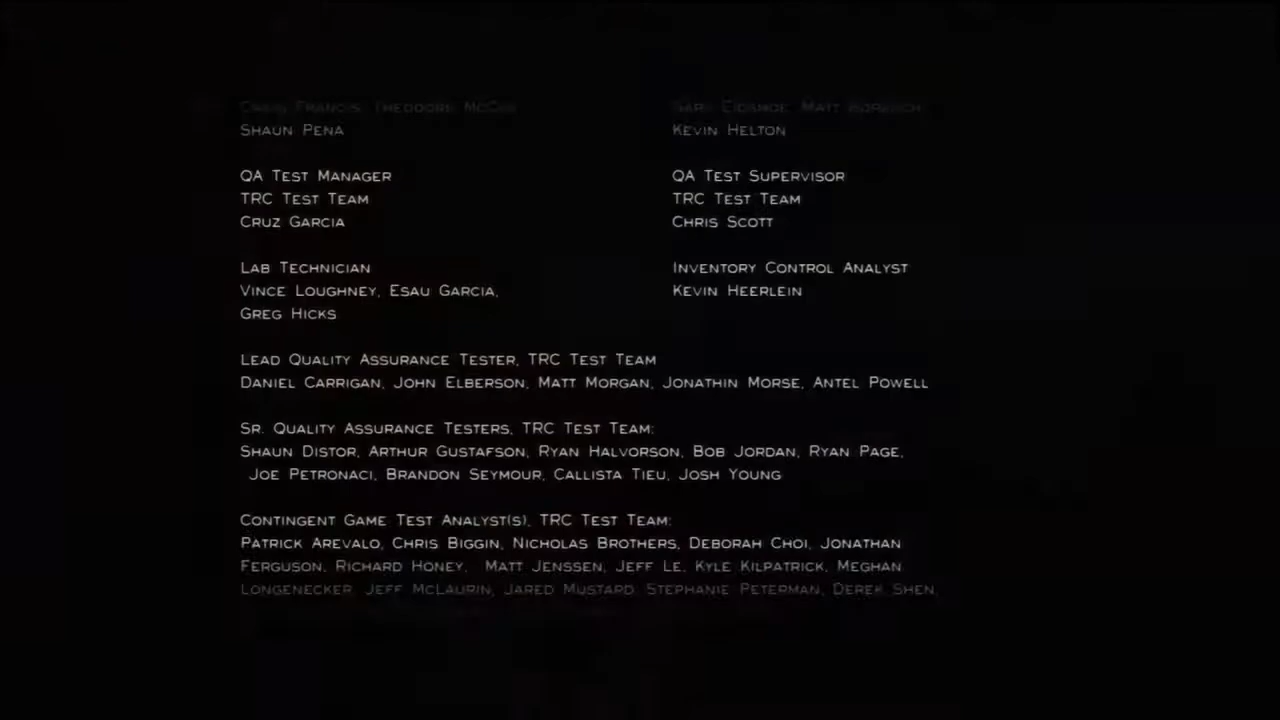 Francis, Theodore
Shaun Pena
Kevin Helton
QA Test Manager
TRC Test Team
Cruz Garcia
QA Test Supervisor
TRC Test Team
Chris Scott
Lab Technician
Vince Loughney, Esau Garcia,
Greg Hicks
Inventory Control Analyst
Kevin Heerlein
Lead Quality Assurance Tester, TRC Test Team
Daniel Carrigan, John Elberson, Matt Morgan, Jonathin Morse, Antel Powell
Sr. Quality Assurance Testers, TRC Test Team:
Shaun Distor, Arthur Gustafson, Ryan Halvorson, Bob Jordan, Ryan Page,
Joe Petronaci, Brandon Seymour, Callista Tieu, Josh Young
Contingent Game Test Analyst(s), TRC Test Team:
Patrick Arevalo, Chris Biggin, Nicholas Brothers, Deborah Choi, Jonathan
Ferguson, Richard Honey, Matt Jenssen, Jeff Le, Kyle Kilpatrick, Meghan
Longenecker, Jeff McLaurin, Jared Mustard, Stephanie Peterman, Derek Shen,